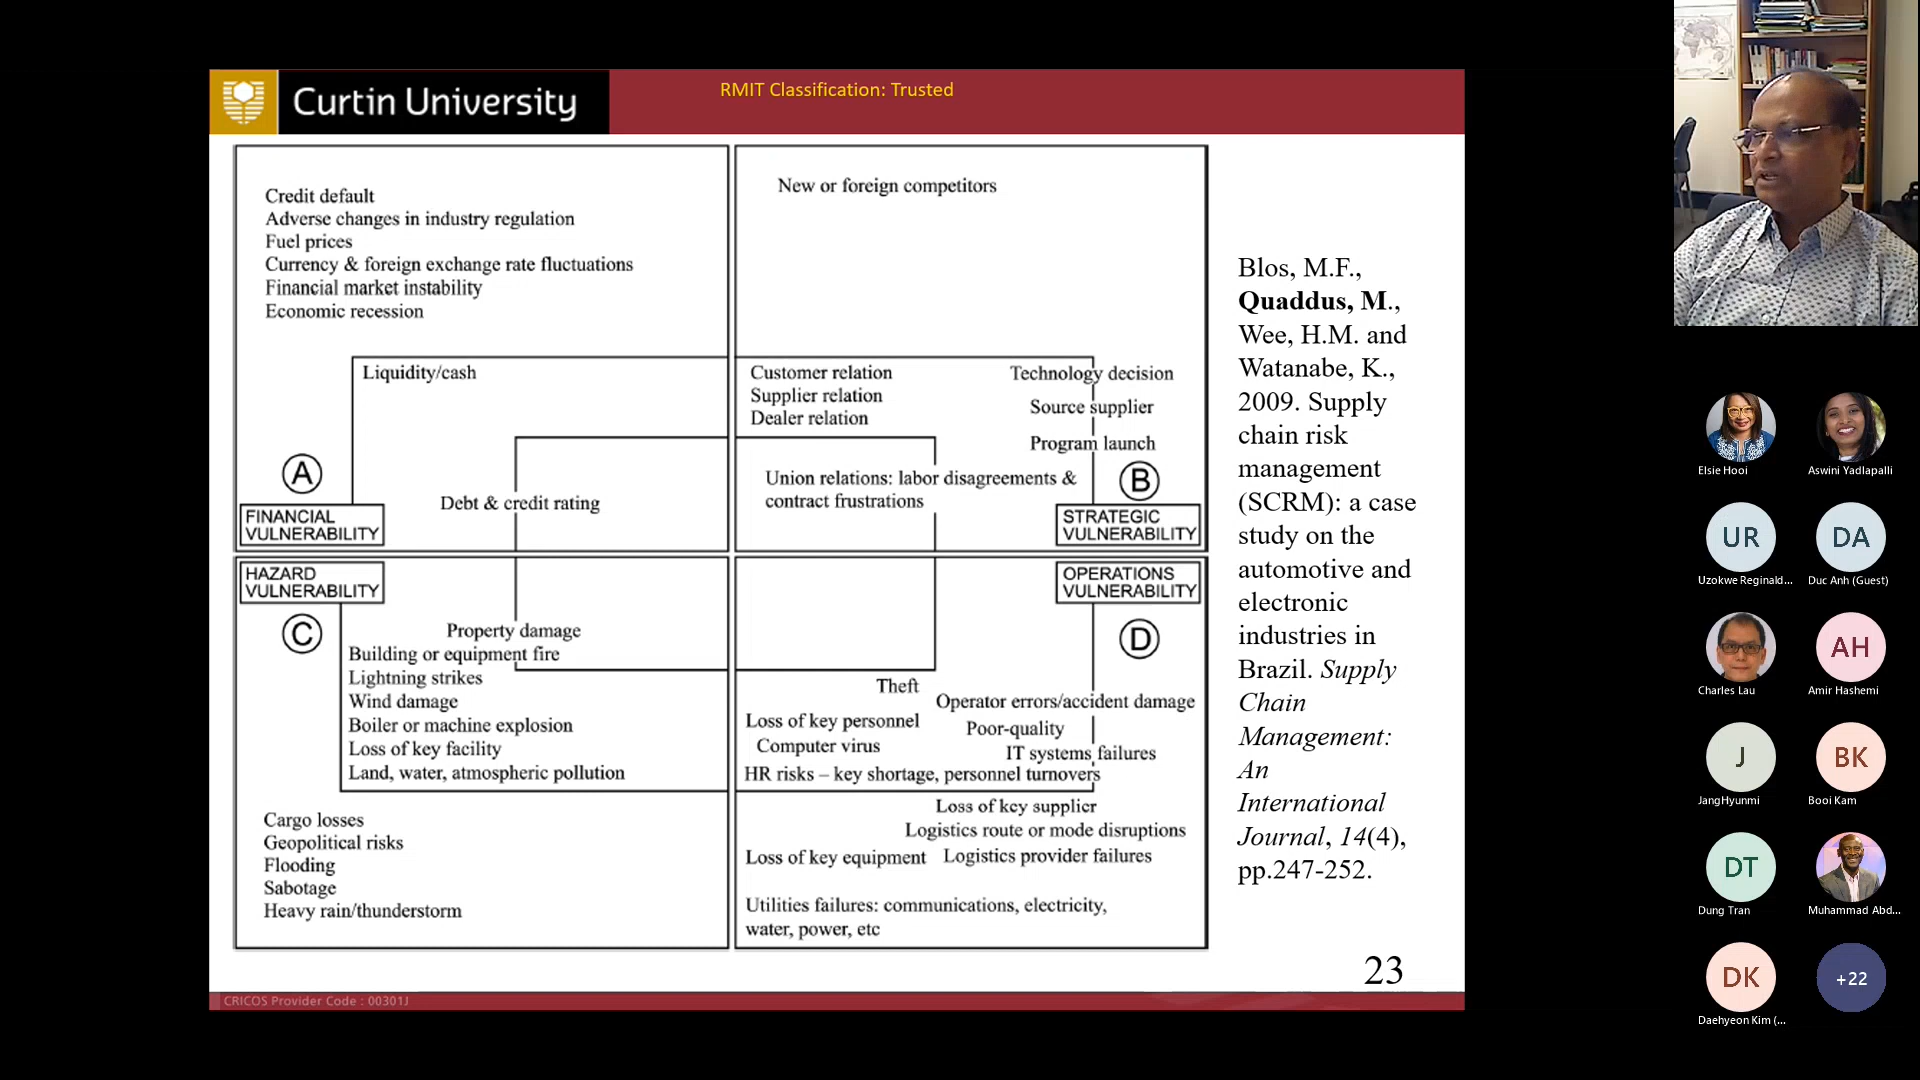 Curtin University
RMIT Classification: Trusted
Credit default
Adverse changes in industry regulation
Fuel prices
Currency & foreign exchange rate fluctuations
Financial market instability
Economic recession
Liquidity/cash
Debt & credit rating
A
FINANCIAL
VULNERABILITY
New or foreign competitors
Customer relation
Supplier relation
Dealer relation
Technology decision
Source supplier
Program launch
Union relations: labor disagreements &
contract frustrations
B
STRATEGIC
VULNERABILITY
HAZARD
VULNERABILITY
C
Property damage
Building or equipment fire
Lightning strikes
Wind damage
Boiler or machine explosion
Loss of key facility
Land, water, atmospheric pollution
Cargo losses
Geopolitical risks
Flooding
Sabotage
Heavy rain/thunderstorm
OPERATIONS
VULNERABILITY
D
Theft
Operator errors/accident damage
Loss of key personnel
Poor-quality
Computer virus
IT systems failures
HR risks – key shortage, personnel turnovers
Loss of key supplier
Logistics route or mode disruptions
Loss of key equipment
Logistics provider failures
Utilities failures: communications, electricity,
water, power, etc
Blos, M.F.,
Quaddus, M.,
Wee, H.M. and
Watanabe, K.,
2009. Supply
chain risk
management
(SCRM): a case
study on the
automotive and
electronic
industries in
Brazil. Supply
Chain
Management:
An
International
Journal, 14(4),
pp.247-252.
23
CRICOS Provider Code : 00301J
Elsie Hooi
Aswini Yadlapalli
UR
Uzokwe Reginald...
DA
Duc Anh (Guest)
Charles Lau
AH
Amir Hashemi
J
JangHyunmi
BK
Booi Kam
DT
Dung Tran
Muhammad Abd...
DK
Daehyeon Kim (...
+22